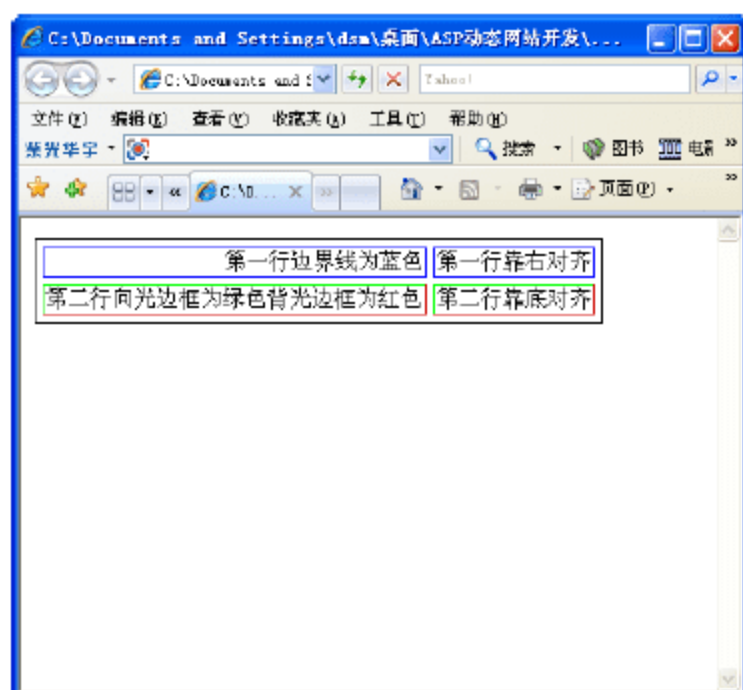 C:\Documents and Settings\dsm\桌面\ASP动态网站开发\...
C:\Documents and S
Yahoo!
文件(F) 编辑(E) 查看(V) 收藏夹(A) 工具(T) 帮助(H)
紫光华宇 搜索 图书 电影 »
« C:\D... 页面(P) »
第一行边界线为蓝色 第一行靠右对齐
第二行向光边框为绿色背光边框为红色 第二行靠底对齐